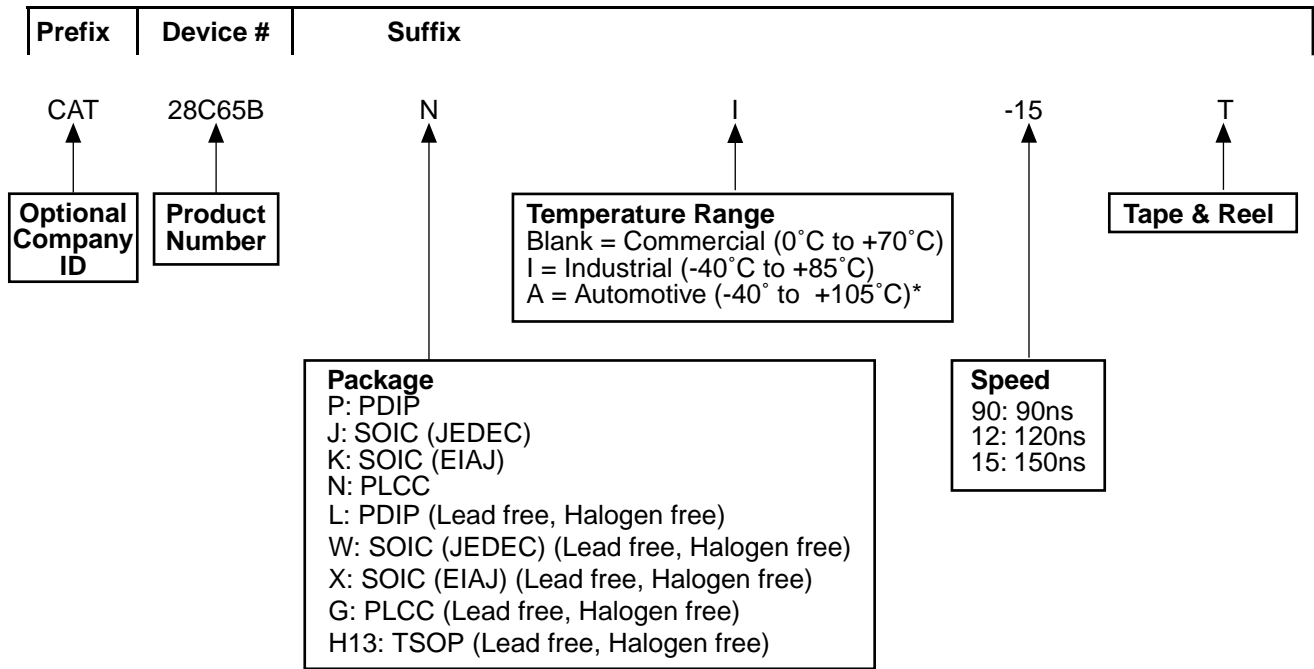 Prefix Device # Suffix
CAT 28C65B N I -15 T
Optional
Company
ID
Product
Number
Temperature Range
Blank = Commercial (0˚C to +70˚C)
I = Industrial (-40˚C to +85˚C)
A = Automotive (-40˚ to +105˚C)*
Tape & Reel
Package
P: PDIP
J: SOIC (JEDEC)
K: SOIC (EIAJ)
N: PLCC
L: PDIP (Lead free, Halogen free)
W: SOIC (JEDEC) (Lead free, Halogen free)
X: SOIC (EIAJ) (Lead free, Halogen free)
G: PLCC (Lead free, Halogen free)
H13: TSOP (Lead free, Halogen free)
Speed
90: 90ns
12: 120ns
15: 150ns